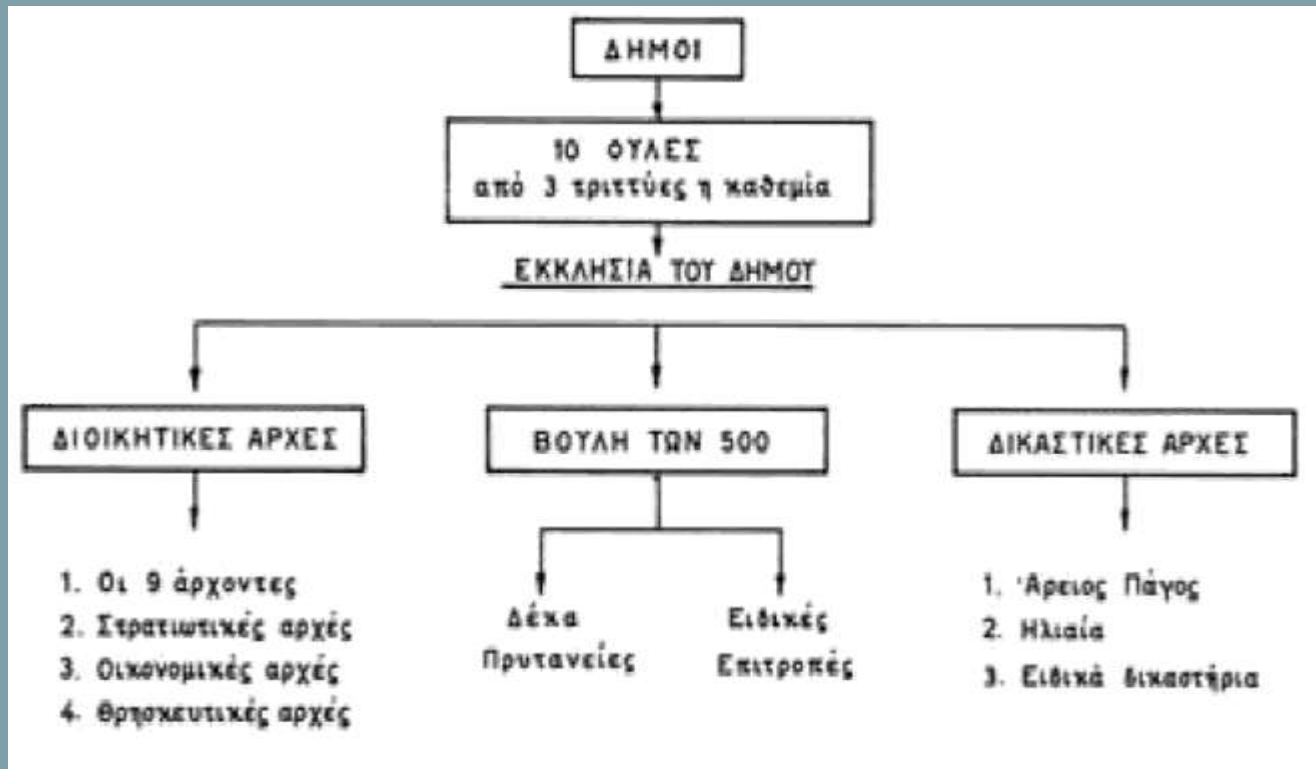 ΔΗΜΟΙ
10 ΦΥΛΕΣ
από 3 τριττύες η καθεμία
ΕΚΚΛΗΣΙΑ ΤΟΥ ΔΗΜΟΥ
ΔΙΟΙΚΗΤΙΚΕΣ ΑΡΧΕΣ
ΒΟΥΛΗ ΤΩΝ 500
ΔΙΚΑΣΤΙΚΕΣ ΑΡΧΕΣ
1. Οι 9 άρχοντες
2. Στρατιωτικές αρχές
3. Οικονομικές αρχές
4. Θρησκευτικές αρχές
Δέκα
Πρυτανείες
Ειδικές
Επιτροπές
1. Άρειος Πάγος
2. Ηλιαία
3. Ειδικά δικαστήρια